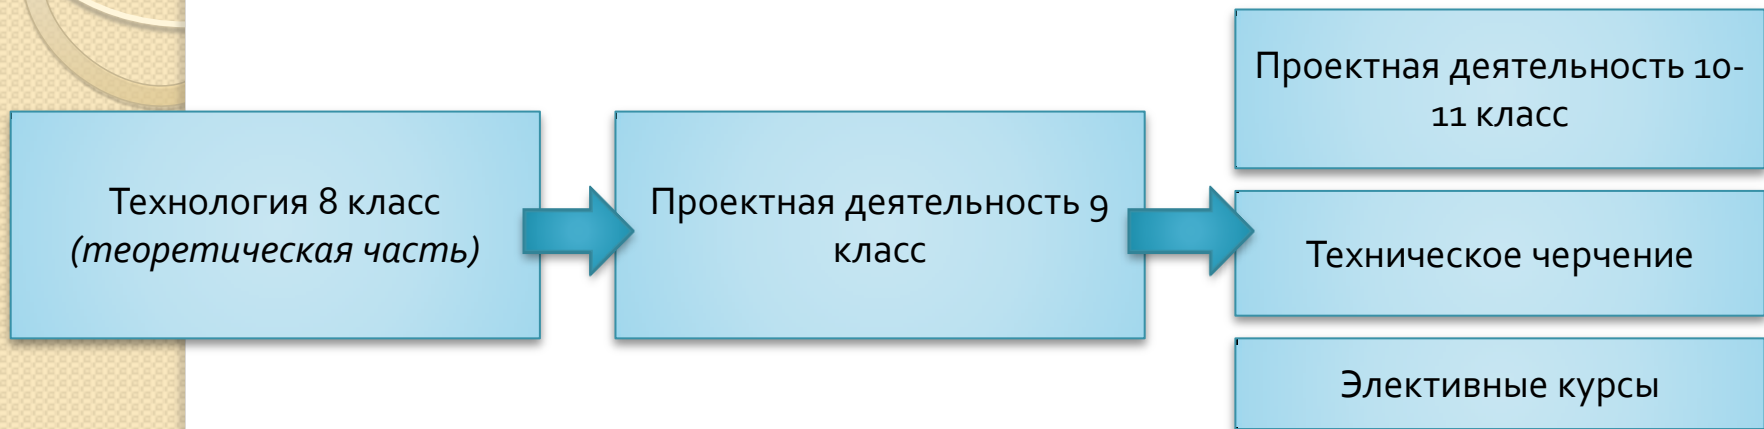 Технология 8 класс
(теоретическая часть)
Проектная деятельность 9
класс
Проектная деятельность 10-
11 класс
Техническое черчение
Элективные курсы